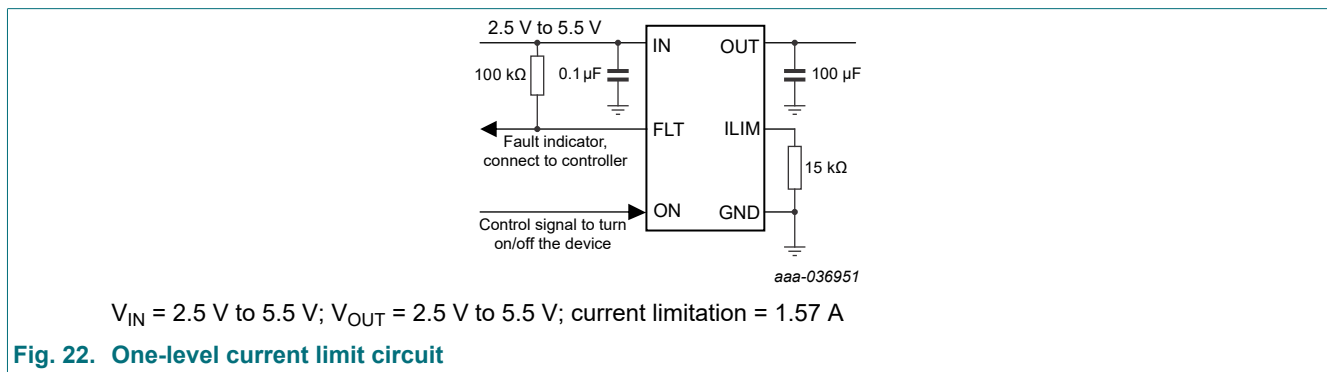 2.5 V to 5.5 V
IN
OUT
100 kΩ
0.1 μF
100 μF
FLT
ILIM
Fault indicator,
connect to controller
15 kΩ
ON
GND
Control signal to turn
on/off the device
aaa-036951
V_IN = 2.5 V to 5.5 V; V_OUT = 2.5 V to 5.5 V; current limitation = 1.57 A
Fig. 22. One-level current limit circuit